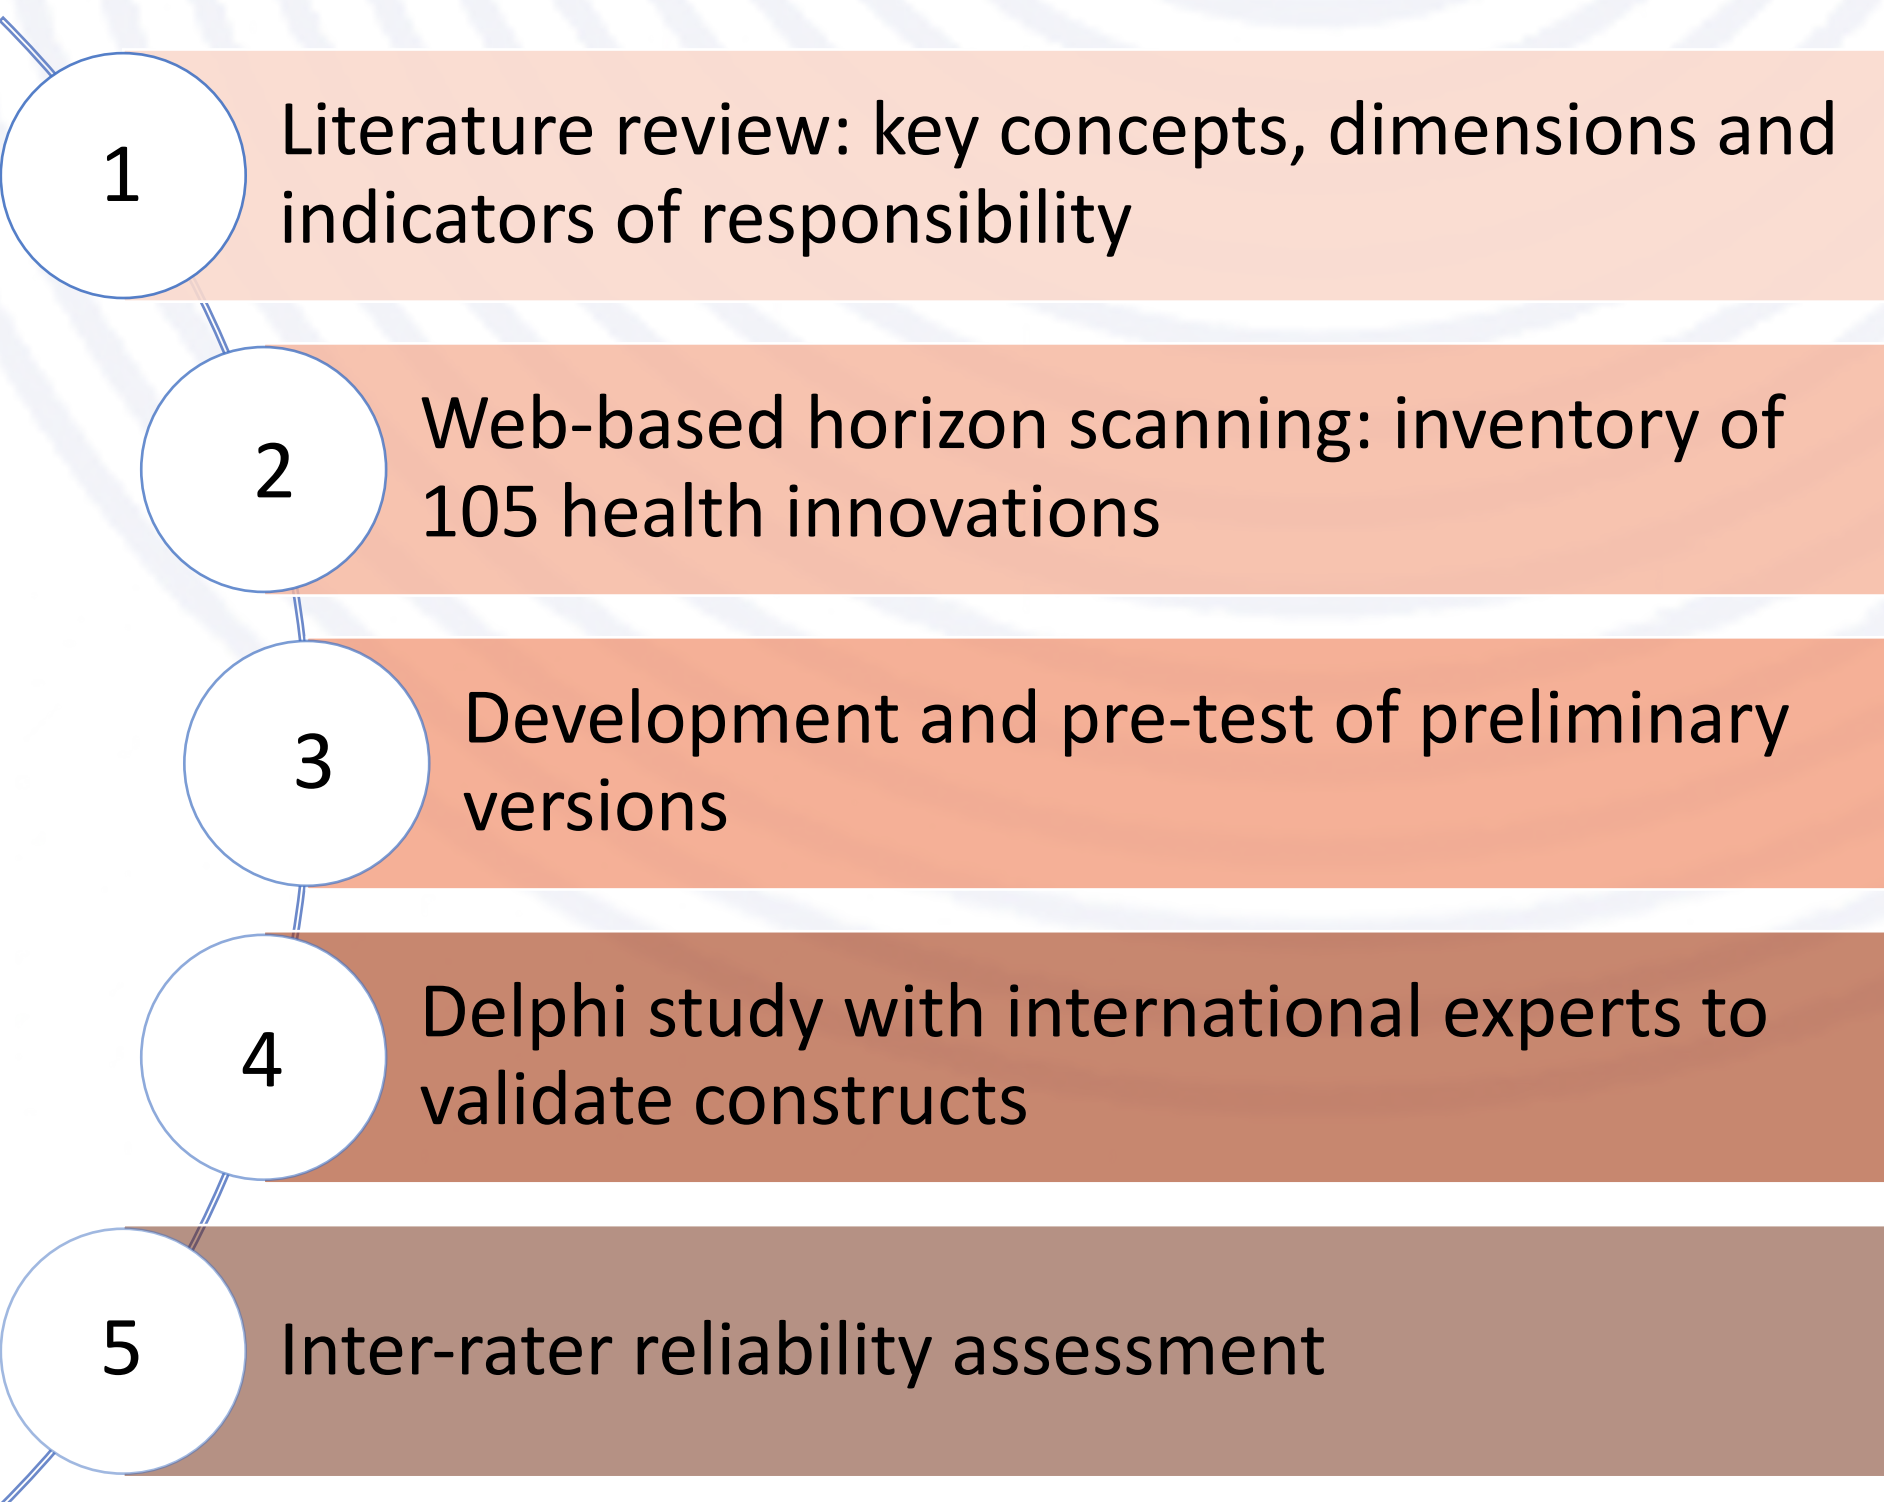 1
Literature review: key concepts, dimensions and
indicators of responsibility
2
Web-based horizon scanning: inventory of
105 health innovations
3
Development and pre-test of preliminary
versions
4
Delphi study with international experts to
validate constructs
5
Inter-rater reliability assessment